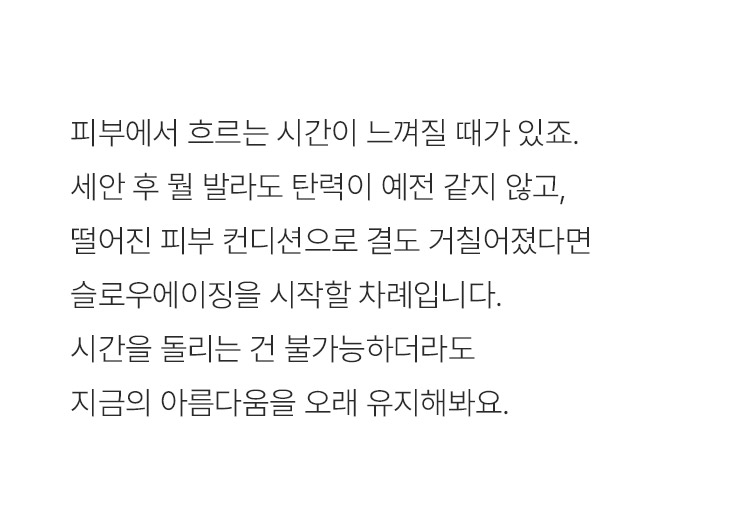 피부에서 흐르는 시간이 느껴질 때가 있죠.
세안 후 뭘 발라도 탄력이 예전 같지 않고,
떨어진 피부 컨디션으로 결도 거칠어졌다면
슬로우에이징을 시작할 차례입니다.
시간을 돌리는 건 불가능하더라도
지금의 아름다움을 오래 유지해봐요.